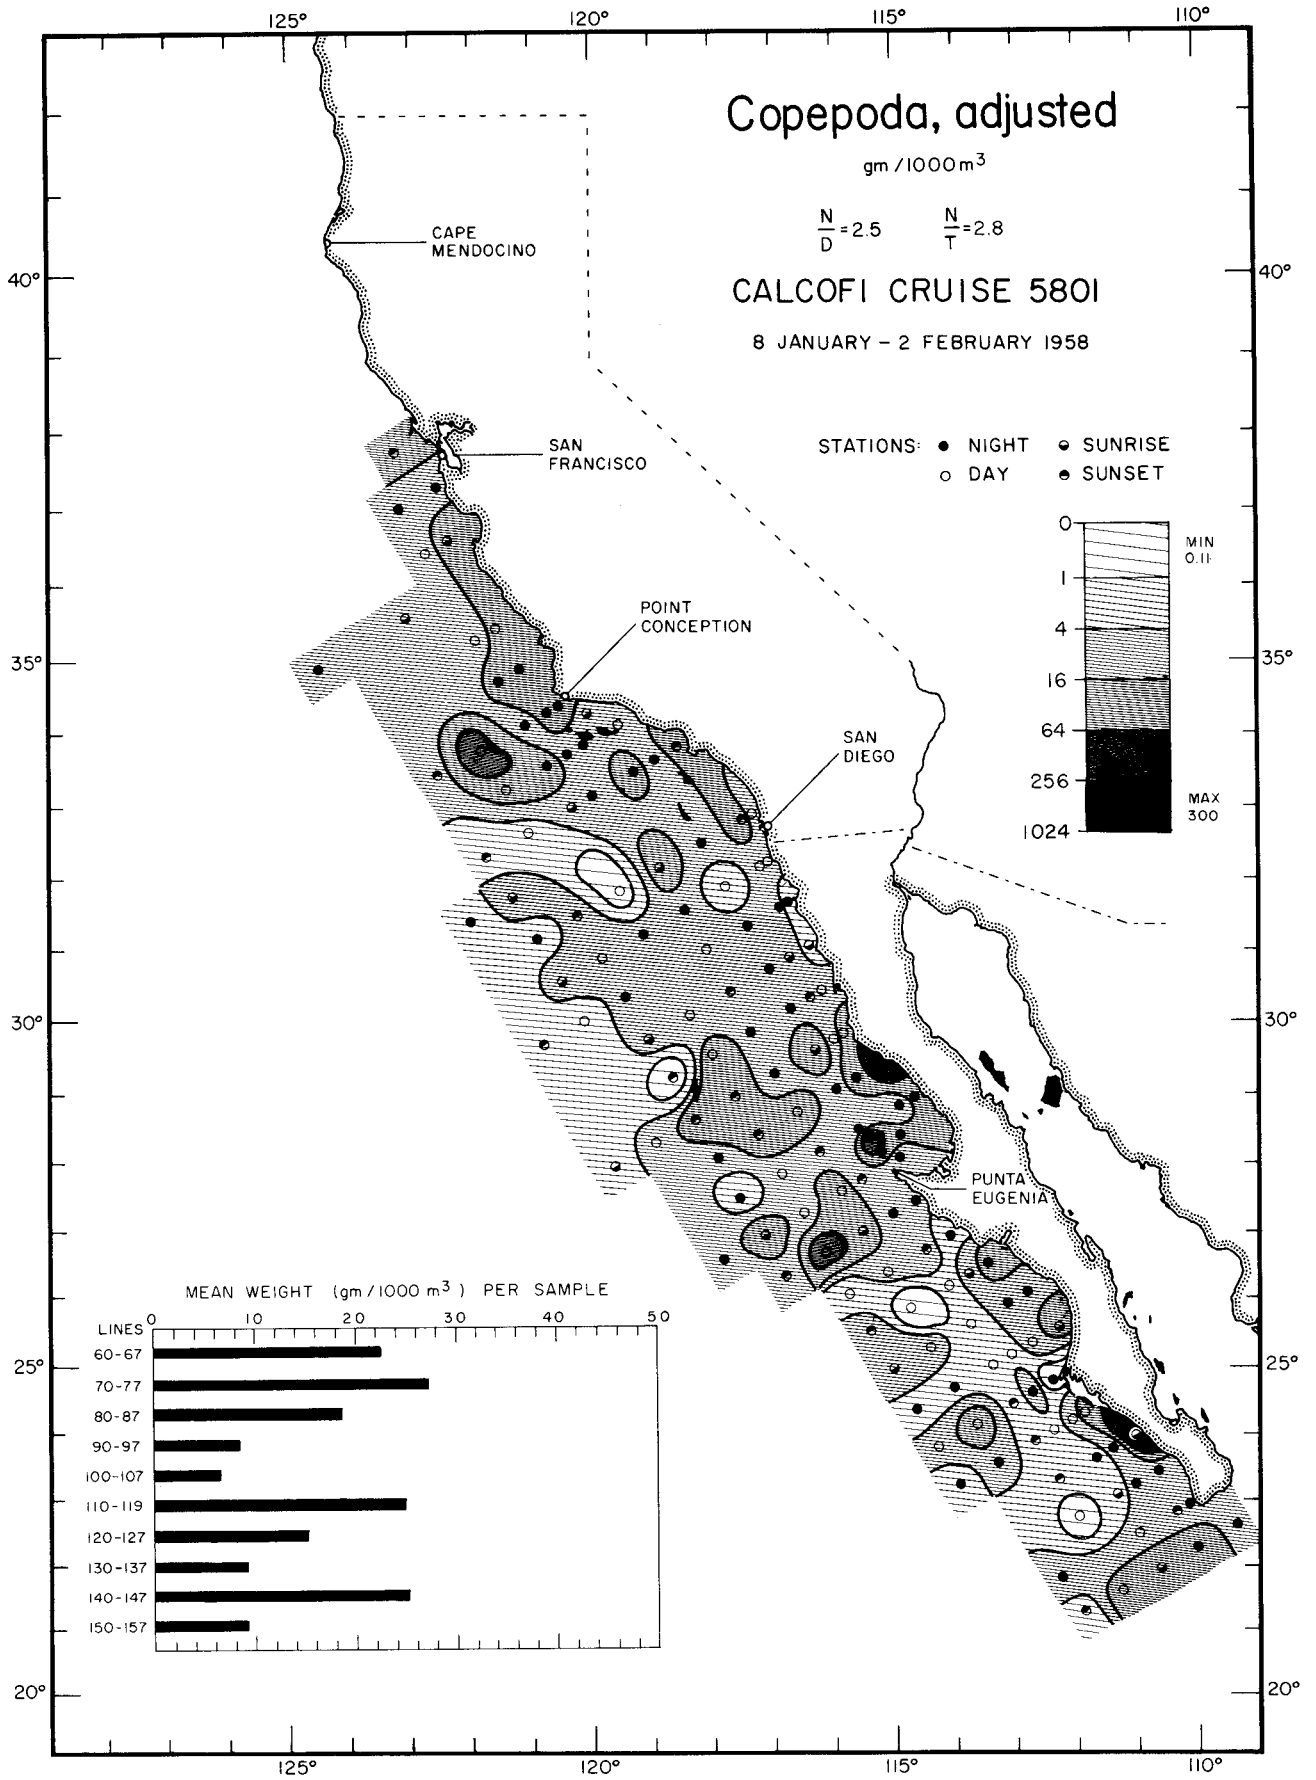 125° 120° 115° 110°
Copepoda, adjusted
gm/1000m³
N/D = 2.5 N/T = 2.8
CALCOFI CRUISE 5801
8 JANUARY – 2 FEBRUARY 1958
CAPE
MENDOCINO
40° 40°
STATIONS: ● NIGHT ◒ SUNRISE
○ DAY ◓ SUNSET
SAN
FRANCISCO
0
MIN
0.11
1
4
16
64
256
MAX
300
1024
POINT
CONCEPTION
35° 35°
SAN
DIEGO
30° 30°
PUNTA
EUGENIA
MEAN WEIGHT (gm/1000 m³) PER SAMPLE
LINES 0 10 20 30 40 50
60-67
25° 25°
70-77
80-87
90-97
100-107
110-119
120-127
130-137
140-147
150-157
20° 20°
125° 120° 115° 110°